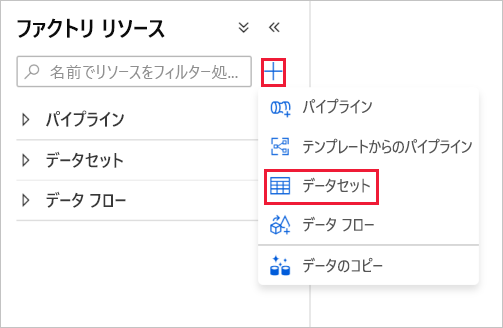 ファクトリ リソース
名前でリソースをフィルター処...
パイプライン
データセット
データ フロー
パイプライン
テンプレートからのパイプライン
データセット
データ フロー
データのコピー